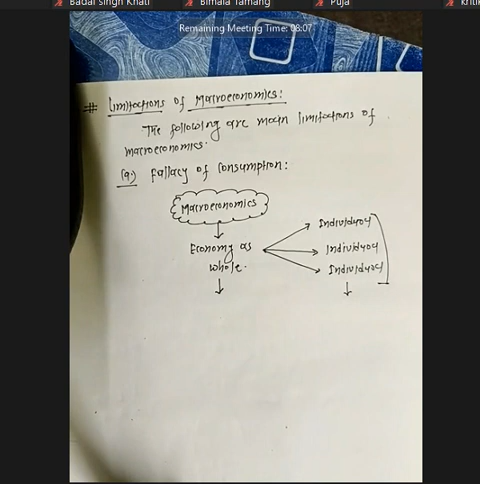 Badal singh Khati
Bimala Tamang
Puja
kriti
Remaining Meeting Time: 08:07
# Limitations of Macroeconomics:
The following are main limitations of
macroeconomics.
(a.) Fallacy of Consumption:
Macroeconomics
Economy as
whole.
Individual
Individual
Individual